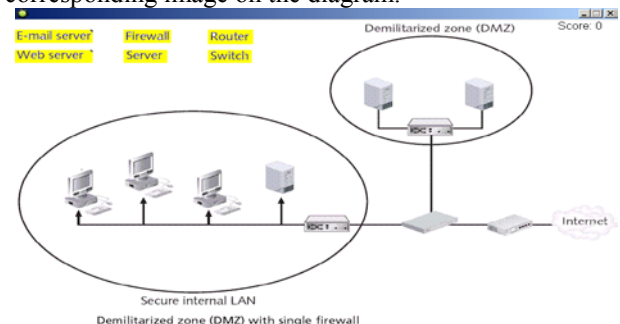 corresponding image on the diagram.
E-mail server Firewall Router
Web server Server Switch
Demilitarized zone (DMZ)
Score: 0
Internet
Secure internal LAN
Demilitarized zone (DMZ) with single firewall